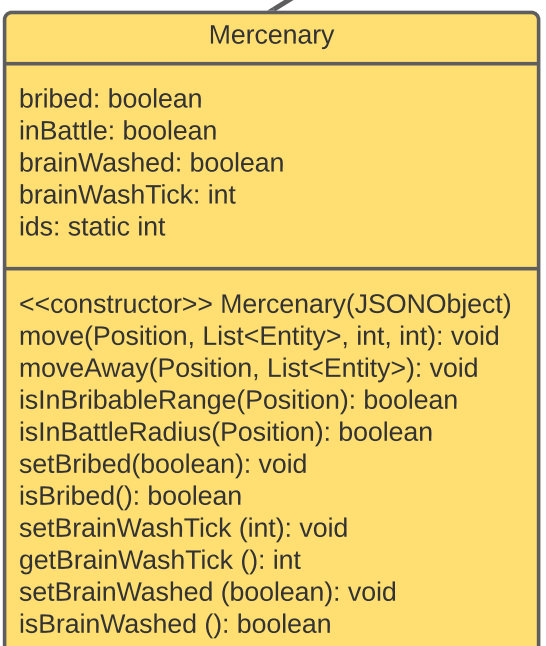 Mercenary
bribed: boolean
inBattle: boolean
brainWashed: boolean
brainWashTick: int
ids: static int
<<constructor>> Mercenary(JSONObject)
move(Position, List<Entity>, int, int): void
moveAway(Position, List<Entity>): void
isInBribableRange(Position): boolean
isInBattleRadius(Position): boolean
setBribed(boolean): void
isBribed(): boolean
setBrainWashTick (int): void
getBrainWashTick (): int
setBrainWashed (boolean): void
isBrainWashed (): boolean